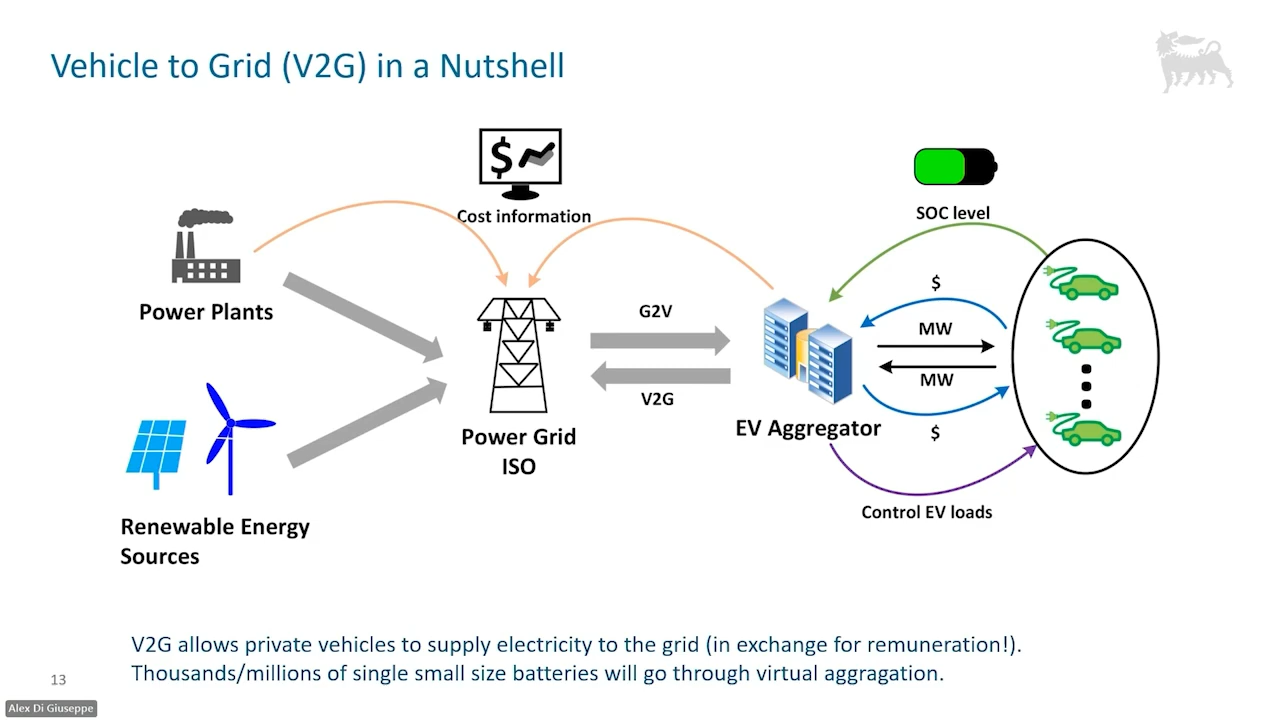 Vehicle to Grid (V2G) in a Nutshell
$
Cost information
SOC level
Power Plants
G2V
$
MW
MW
V2G
$
Power Grid
ISO
EV Aggregator
Control EV loads
Renewable Energy
Sources
V2G allows private vehicles to supply electricity to the grid (in exchange for remuneration!).
Thousands/millions of single small size batteries will go through virtual aggragation.
13
Alex Di Giuseppe